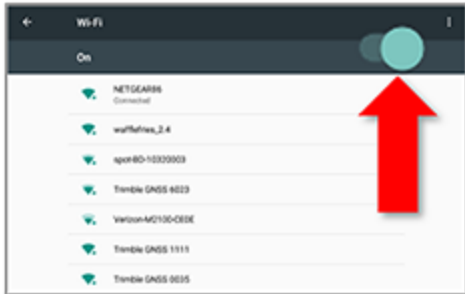 Wi-Fi
On
NETGEAR86
Connected
wafflefries_2.4
spot-BD-10320003
Trimble GNSS 6023
Verizon-M2100-CE0E
Trimble GNSS 1111
Trimble GNSS 0035